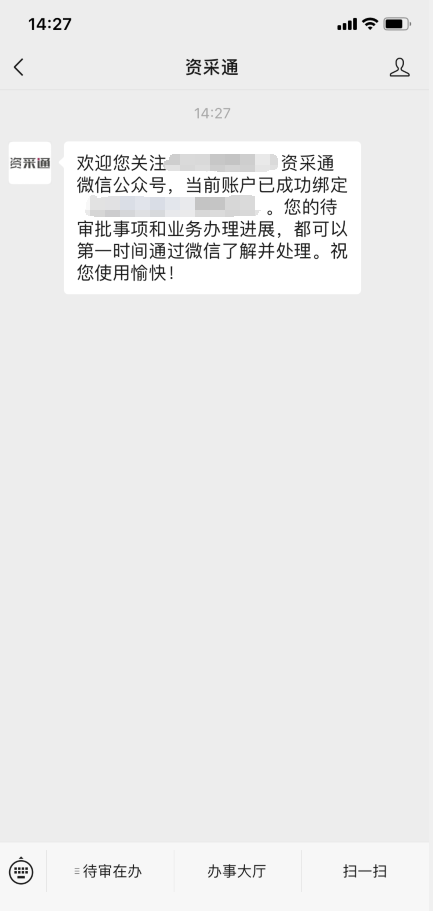 14:27
资采通
14:27
资采通
欢迎您关注 资采通
微信公众号，当前账户已成功绑定
。您的待
审批事项和业务办理进展，都可以
第一时间通过微信了解并处理。祝
您使用愉快！
待审在办 办事大厅 扫一扫